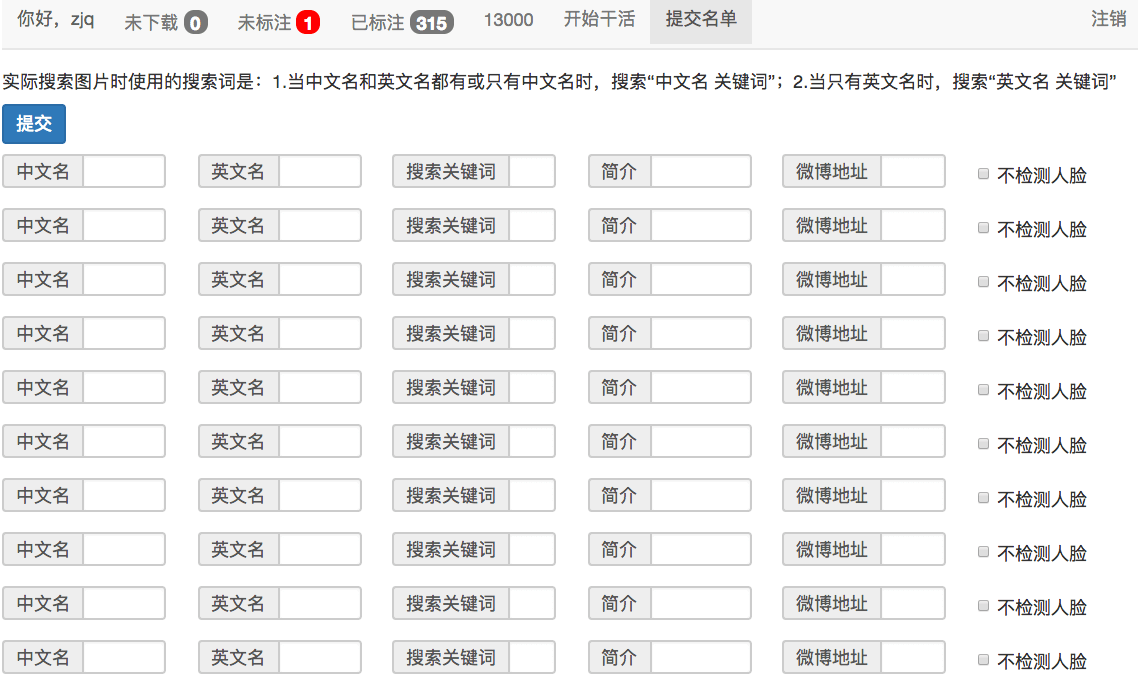 你好，zjq 未下载 0 未标注 1 已标注 315 13000 开始干活 提交名单 注销
实际搜索图片时使用的搜索词是：1.当中文名和英文名都有或只有中文名时，搜索“中文名 关键词”；2.当只有英文名时，搜索“英文名 关键词”
提交
中文名 英文名 搜索关键词 简介 微博地址 不检测人脸
中文名 英文名 搜索关键词 简介 微博地址 不检测人脸
中文名 英文名 搜索关键词 简介 微博地址 不检测人脸
中文名 英文名 搜索关键词 简介 微博地址 不检测人脸
中文名 英文名 搜索关键词 简介 微博地址 不检测人脸
中文名 英文名 搜索关键词 简介 微博地址 不检测人脸
中文名 英文名 搜索关键词 简介 微博地址 不检测人脸
中文名 英文名 搜索关键词 简介 微博地址 不检测人脸
中文名 英文名 搜索关键词 简介 微博地址 不检测人脸
中文名 英文名 搜索关键词 简介 微博地址 不检测人脸